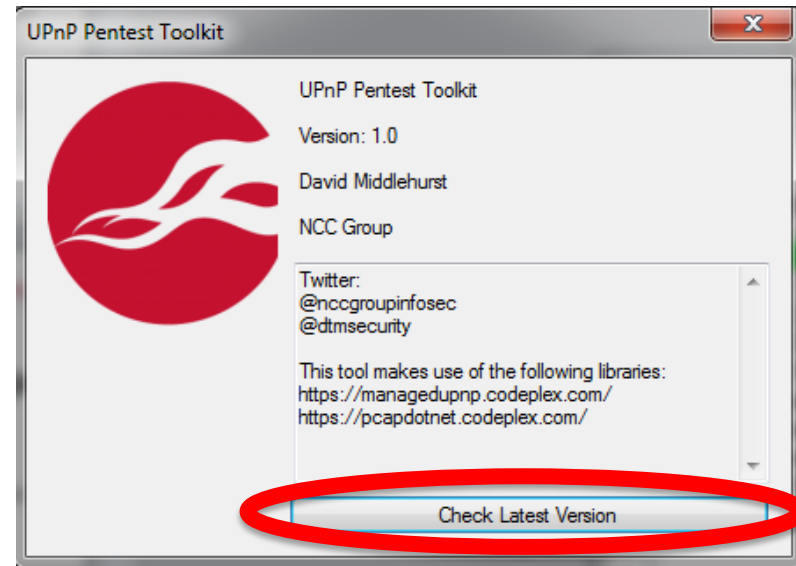 UPnP Pentest Toolkit
UPnP Pentest Toolkit
Version: 1.0
David Middlehurst
NCC Group
Twitter:
@nccgroupinfosec
@dtmsecurity
This tool makes use of the following libraries:
https://managedupnp.codeplex.com/
https://pcapdotnet.codeplex.com/
Check Latest Version